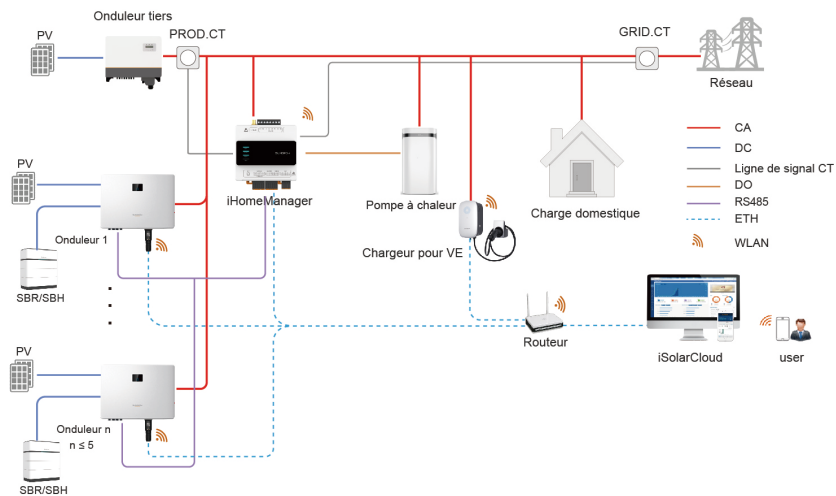 Onduleur tiers
PV
PROD.CT
GRID.CT
Réseau
CA
DC
Ligne de signal CT
DO
RS485
ETH
WLAN
PV
iHomeManager
Pompe à chaleur
Charge domestique
Onduleur 1
Chargeur pour VE
SBR/SBH
Routeur
iSolarCloud
user
PV
Onduleur n
n ≤ 5
SBR/SBH